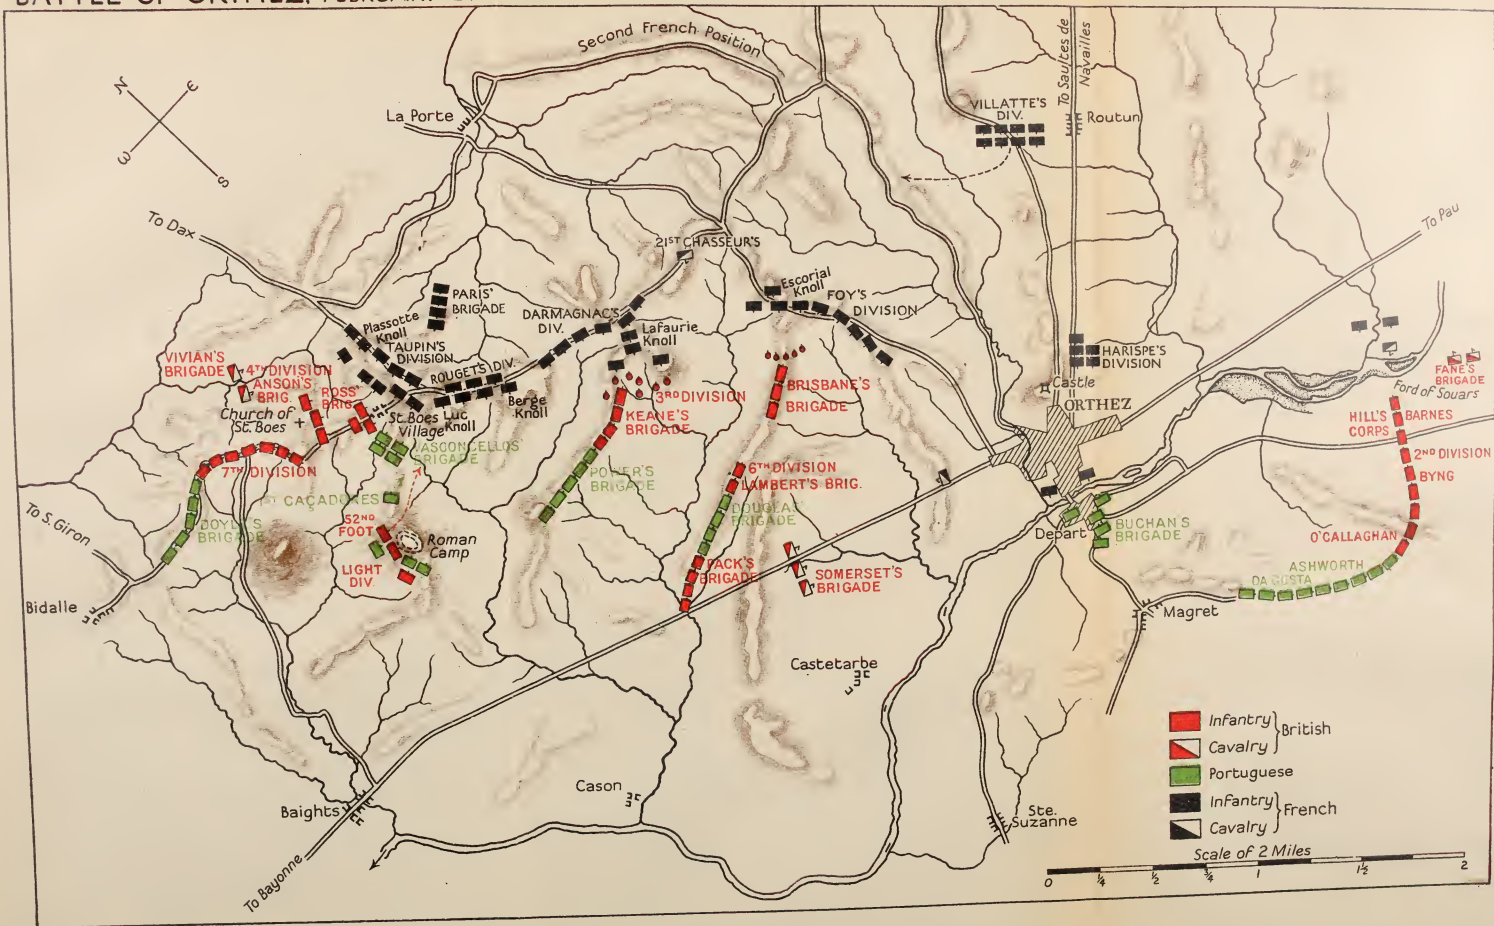 BATTLE OF ORTHEZ, FEBRUARY
N
E
W
S
Second French Position
La Porte
To Dax
To Saultes de
Navailles
VILLATTE'S
DIV.
Routun
To Pau
21ST CHASSEUR'S
PARIS'
BRIGADE
Plassotte
Knoll
TAUPIN'S
DIVISION
DARMAGNAC'S
DIV.
Lafaurie
Knoll
Escorial
Knoll
FOY'S
DIVISION
HARISPE'S
DIVISION
Castle
ORTHEZ
ROUGETS DIV.
Berge
Knoll
St. Boes
Village
Luc
Knoll
VIVIAN'S
BRIGADE
4TH DIVISION
ANSON'S
BRIG.
ROSS'
BRIG.
Church of
St. Boes
7TH DIVISION
VASCONCELLOS'
BRIGADE
1ST CAÇADORES
DOYLE'S
BRIGADE
52ND
FOOT
Roman
Camp
LIGHT
DIV.
3RD DIVISION
KEANE'S
BRIGADE
POWER'S
BRIGADE
BRISBANE'S
BRIGADE
6TH DIVISION
LAMBERT'S BRIG.
DOUGLAS'
BRIGADE
PACK'S
BRIGADE
SOMERSET'S
BRIGADE
Depart
BUCHAN'S
BRIGADE
FANE'S
BRIGADE
Ford of Souars
HILL'S
CORPS
BARNES
2ND DIVISION
BYNG
O'CALLAGHAN
ASHWORTH
DA COSTA
Magret
To S. Giron
Bidalle
Castetarbe
Cason
Baights
To Bayonne
Ste.
Suzanne
Infantry
Cavalry
British
Portuguese
Infantry
Cavalry
French
Scale of 2 Miles
0 1/4 1/2 3/4 1 1½ 2